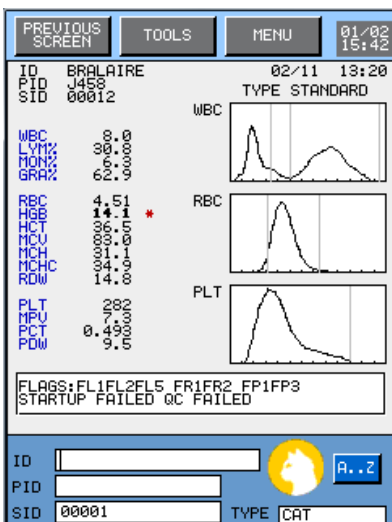 PREVIOUS SCREEN TOOLS MENU 01/02 15:42
ID BRALAIRE 02/11 13:20
PID J458 TYPE STANDARD
SID 00012
WBC
WBC 8.0
LYM% 30.8
MON% 6.3
GRA% 62.9
RBC 4.51 RBC
HGB 14.1 *
HCT 36.5
MCV 83.0
MCH 31.1
MCHC 34.9
RDW 14.8
PLT
PLT 282
MPV 7.3
PCT 0.493
PDW 9.5
FLAGS:FL1FL2FL5 FR1FR2 FP1FP3
STARTUP FAILED QC FAILED
ID A..Z
PID
SID 00001 TYPE CAT